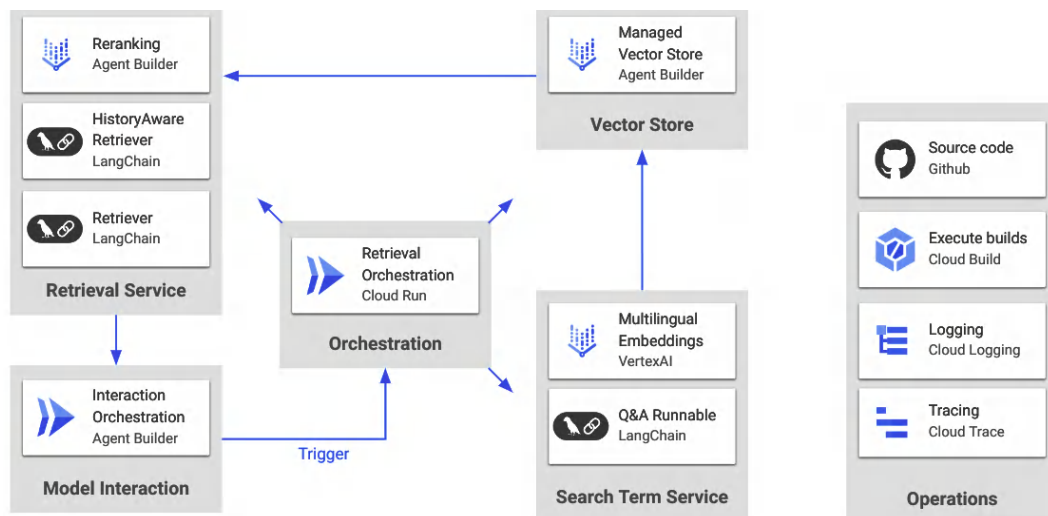 Reranking
Agent Builder
HistoryAware
Retriever
LangChain
Retriever
LangChain
Retrieval Service
Interaction
Orchestration
Agent Builder
Model Interaction
Trigger
Retrieval
Orchestration
Cloud Run
Orchestration
Managed
Vector Store
Agent Builder
Vector Store
Multilingual
Embeddings
VertexAI
Q&A Runnable
LangChain
Search Term Service
Source code
Github
Execute builds
Cloud Build
Logging
Cloud Logging
Tracing
Cloud Trace
Operations